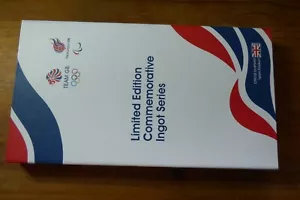 TEAM GB
Limited Edition
Commemorative
Ingot Series